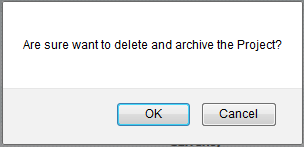 Are sure want to delete and archive the Project?
OK Cancel